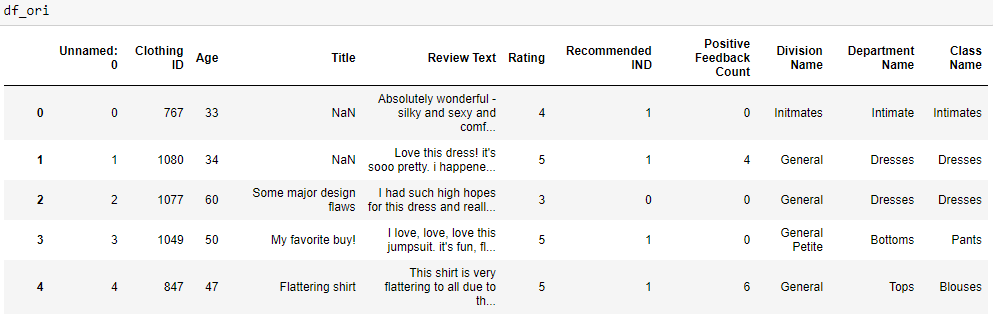 df_ori
Unnamed: 0 Clothing ID Age Title Review Text Rating Recommended IND Positive Feedback Count Division Name Department Name Class Name
0 0 767 33 NaN Absolutely wonderful - silky and sexy and comf... 4 1 0 Initmates Intimate Intimates
1 1 1080 34 NaN Love this dress! it's sooo pretty. i happene... 5 1 4 General Dresses Dresses
2 2 1077 60 Some major design flaws I had such high hopes for this dress and reall... 3 0 0 General Dresses Dresses
3 3 1049 50 My favorite buy! I love, love, love this jumpsuit. it's fun, fl... 5 1 0 General Petite Bottoms Pants
4 4 847 47 Flattering shirt This shirt is very flattering to all due to th... 5 1 6 General Tops Blouses